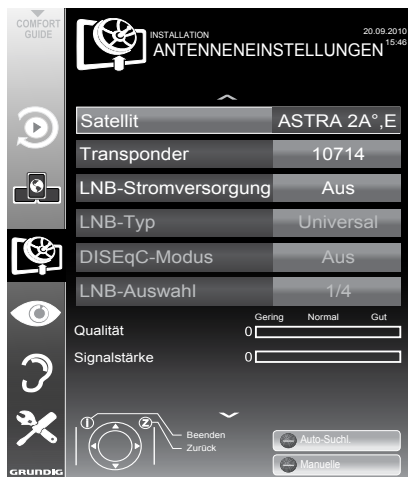 COMFORT
GUIDE
INSTALLATION
20.09.2010
ANTENNENEINSTELLUNGEN
15:46
Satellit ASTRA 2A°,E
Transponder 10714
LNB-Stromversorgung Aus
LNB-Typ Universal
DISEqC-Modus Aus
LNB-Auswahl 1/4
Gering Normal Gut
Qualität 0
Signalstärke 0
i Z
Beenden
Zurück
Auto-Suchl.
Manuelle
GRUNDIG